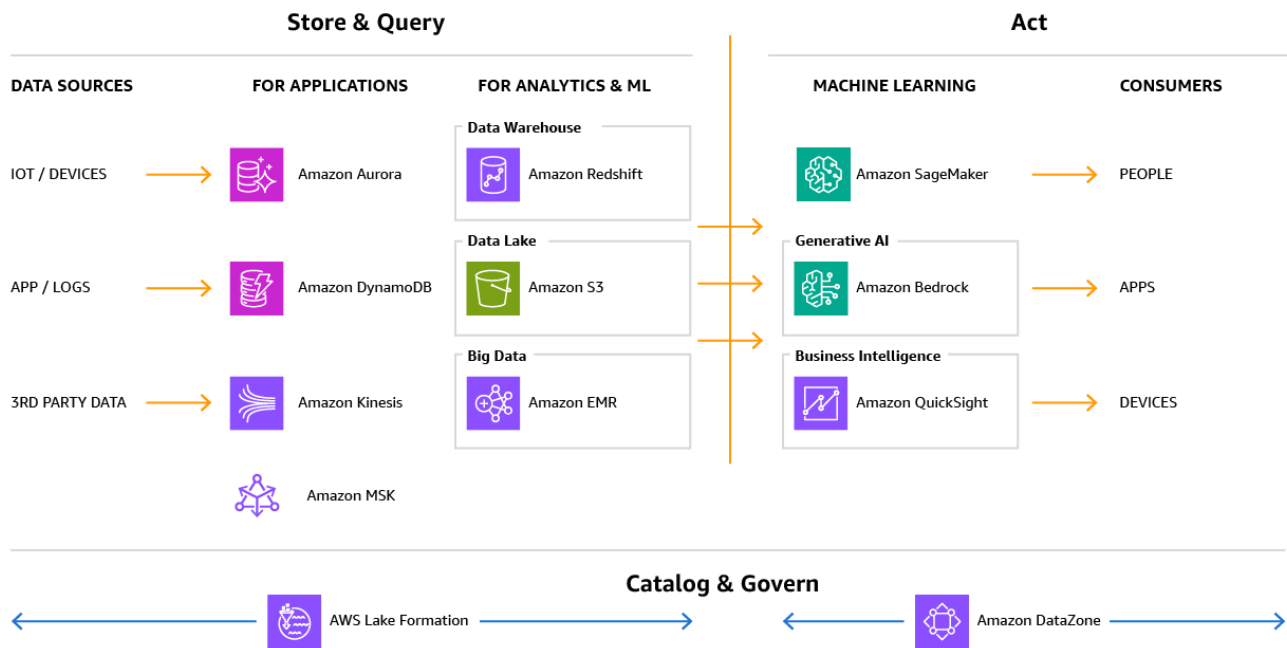 Store & Query
Act
DATA SOURCES
FOR APPLICATIONS
FOR ANALYTICS & ML
MACHINE LEARNING
CONSUMERS
Data Warehouse
IOT / DEVICES
Amazon Aurora
Amazon Redshift
Amazon SageMaker
PEOPLE
Data Lake
Generative AI
APP / LOGS
Amazon DynamoDB
Amazon S3
Amazon Bedrock
APPS
Big Data
Business Intelligence
3RD PARTY DATA
Amazon Kinesis
Amazon EMR
Amazon QuickSight
DEVICES
Amazon MSK
Catalog & Govern
AWS Lake Formation
Amazon DataZone